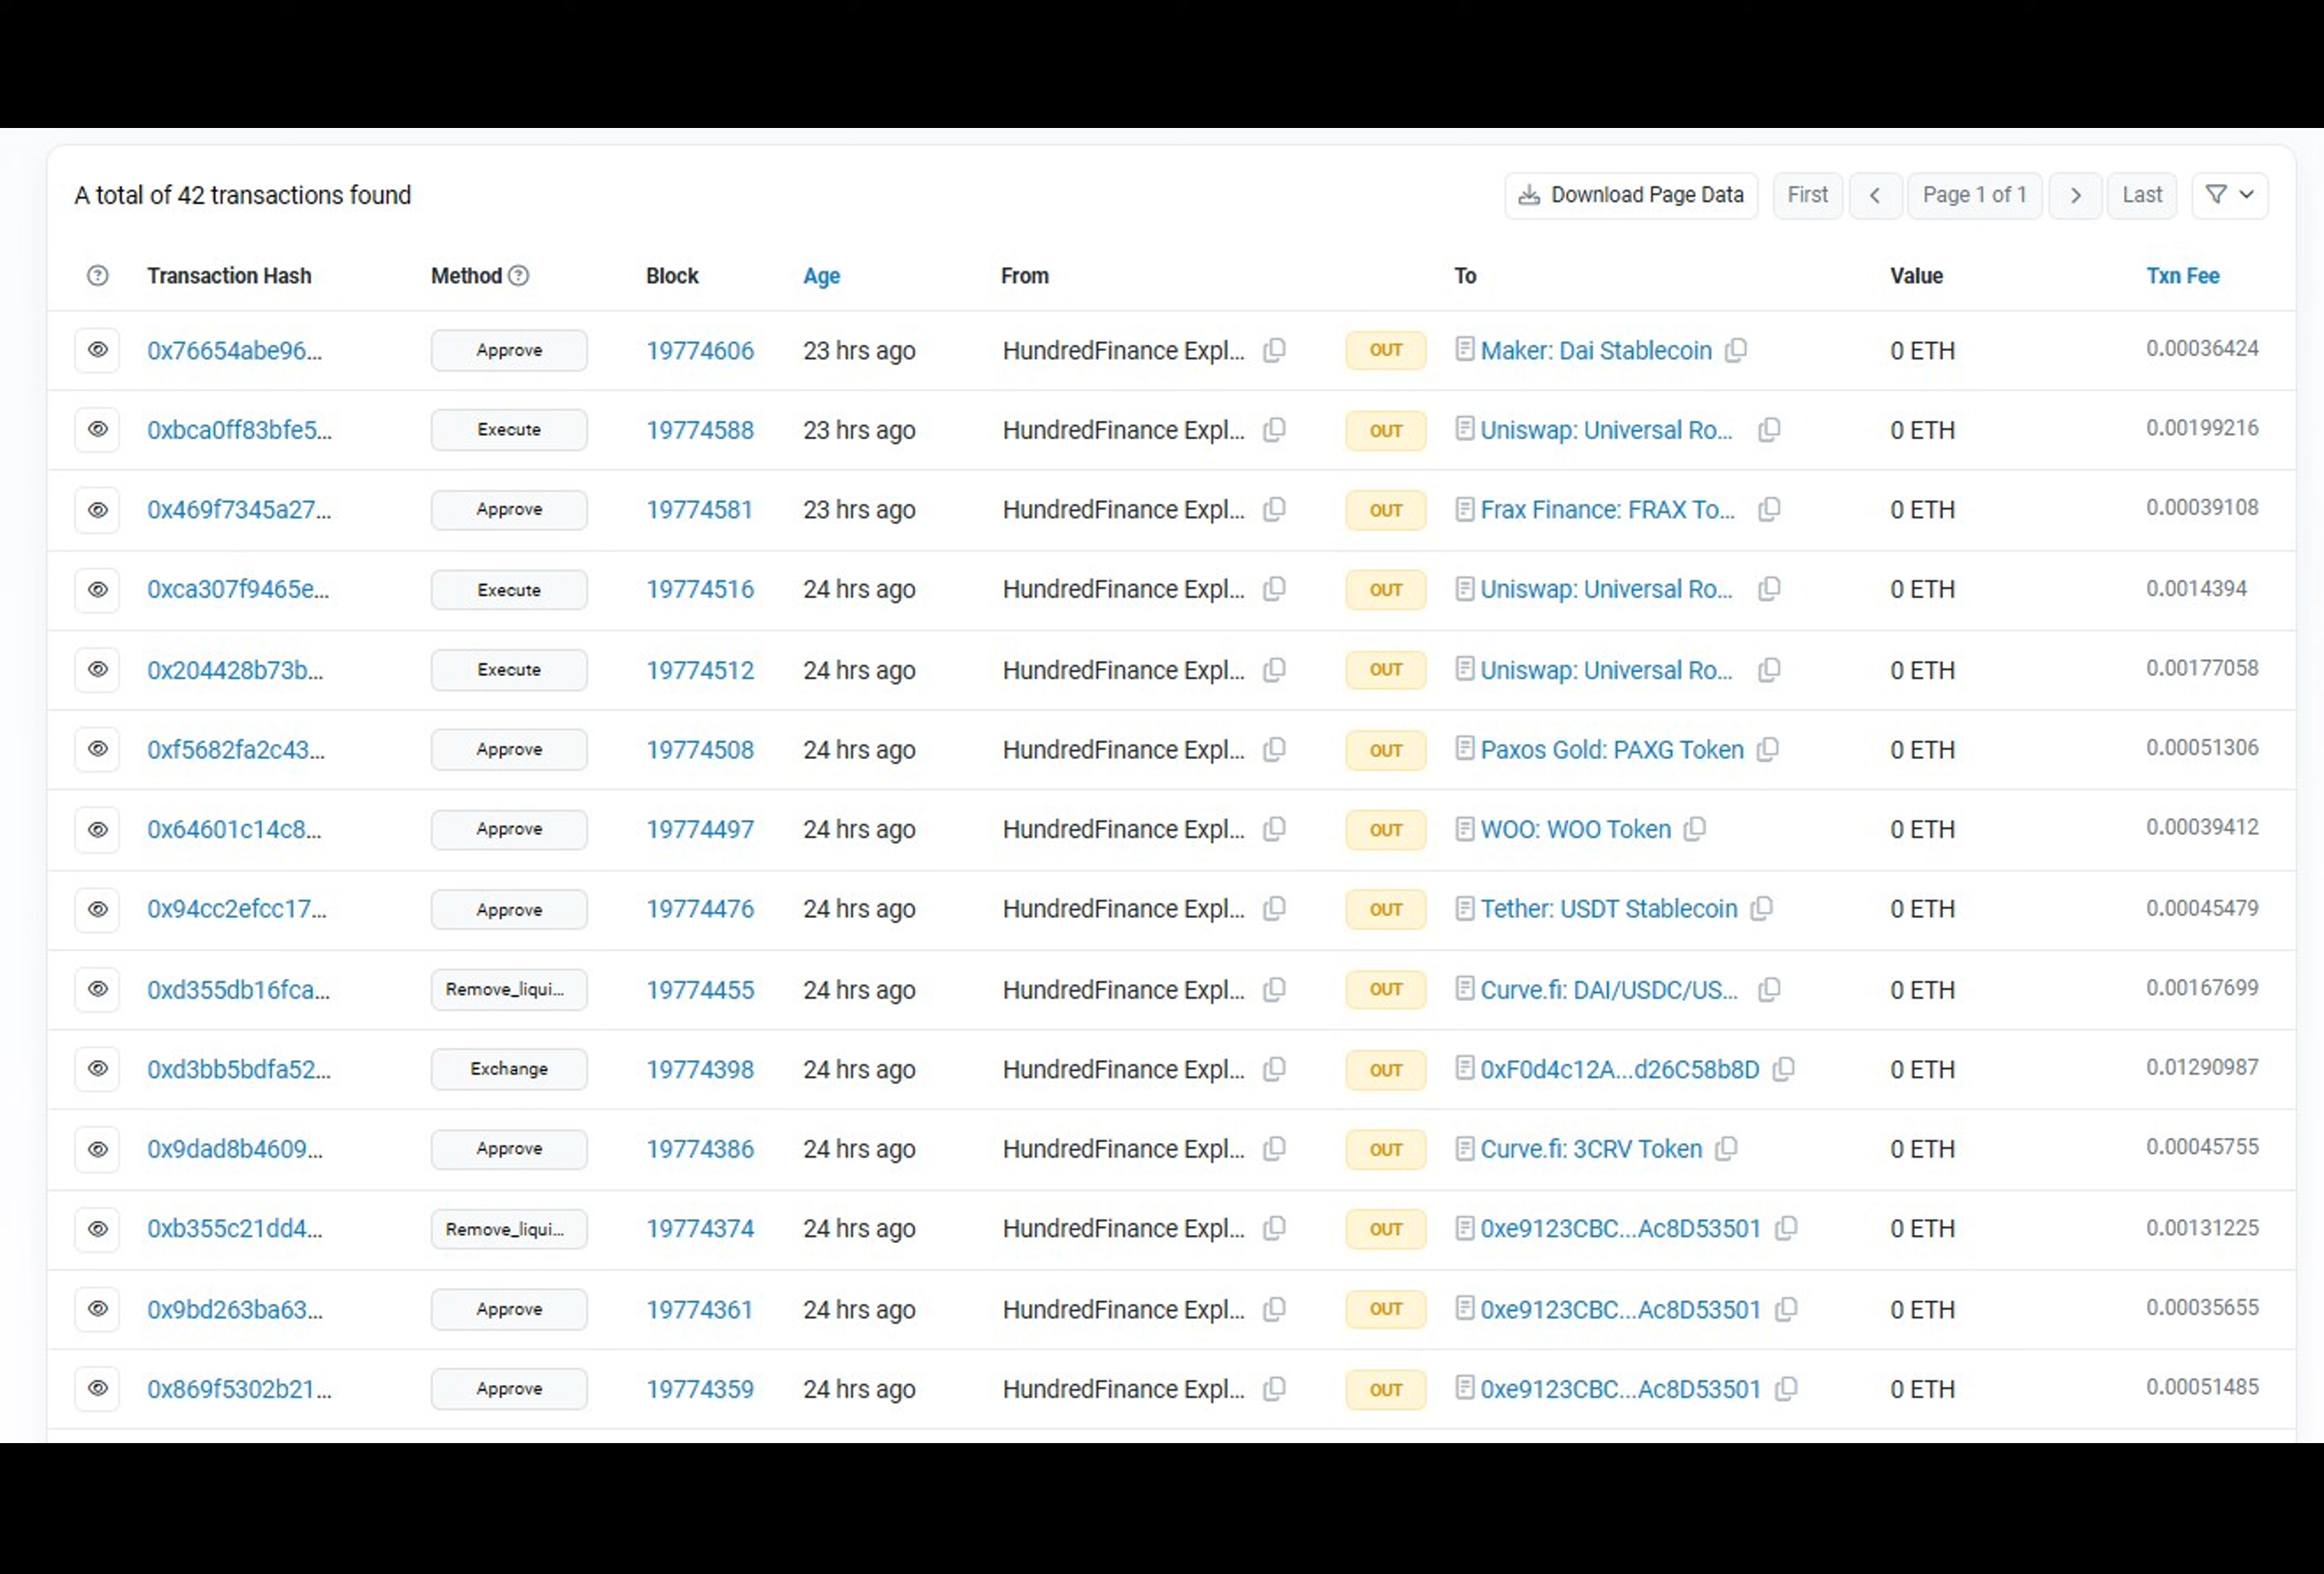 A total of 42 transactions found Download Page Data First Page 1 of 1 Last
Transaction Hash Method Block Age From To Value Txn Fee
0x76654abe96... Approve 19774606 23 hrs ago HundredFinance Expl... OUT Maker: Dai Stablecoin 0 ETH 0.00036424
0xbca0ff83bfe5... Execute 19774588 23 hrs ago HundredFinance Expl... OUT Uniswap: Universal Ro... 0 ETH 0.00199216
0x469f7345a27... Approve 19774581 23 hrs ago HundredFinance Expl... OUT Frax Finance: FRAX To... 0 ETH 0.00039108
0xca307f9465e... Execute 19774516 24 hrs ago HundredFinance Expl... OUT Uniswap: Universal Ro... 0 ETH 0.0014394
0x204428b73b... Execute 19774512 24 hrs ago HundredFinance Expl... OUT Uniswap: Universal Ro... 0 ETH 0.00177058
0xf5682fa2c43... Approve 19774508 24 hrs ago HundredFinance Expl... OUT Paxos Gold: PAXG Token 0 ETH 0.00051306
0x64601c14c8... Approve 19774497 24 hrs ago HundredFinance Expl... OUT WOO: WOO Token 0 ETH 0.00039412
0x94cc2efcc17... Approve 19774476 24 hrs ago HundredFinance Expl... OUT Tether: USDT Stablecoin 0 ETH 0.00045479
0xd355db16fca... Remove_liqui... 19774455 24 hrs ago HundredFinance Expl... OUT Curve.fi: DAI/USDC/US... 0 ETH 0.00167699
0xd3bb5bdfa52... Exchange 19774398 24 hrs ago HundredFinance Expl... OUT 0xF0d4c12A...d26C58b8D 0 ETH 0.01290987
0x9dad8b4609... Approve 19774386 24 hrs ago HundredFinance Expl... OUT Curve.fi: 3CRV Token 0 ETH 0.00045755
0xb355c21dd4... Remove_liqui... 19774374 24 hrs ago HundredFinance Expl... OUT 0xe9123CBC...Ac8D53501 0 ETH 0.00131225
0x9bd263ba63... Approve 19774361 24 hrs ago HundredFinance Expl... OUT 0xe9123CBC...Ac8D53501 0 ETH 0.00035655
0x869f5302b21... Approve 19774359 24 hrs ago HundredFinance Expl... OUT 0xe9123CBC...Ac8D53501 0 ETH 0.00051485